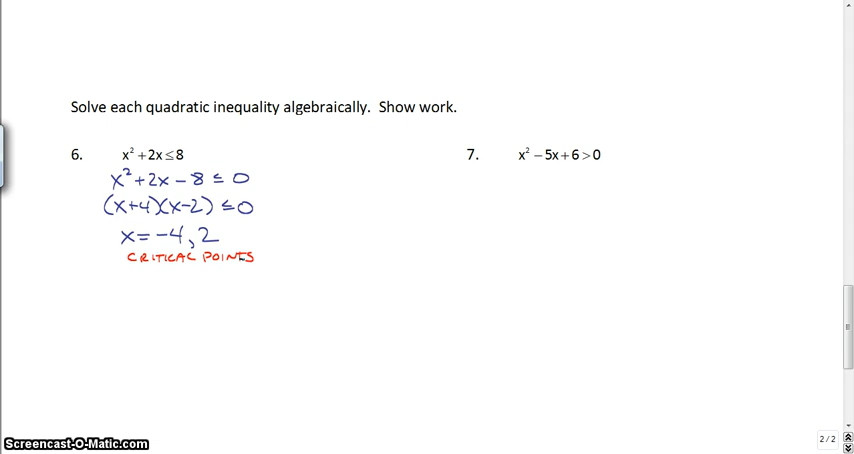 Solve each quadratic inequality algebraically.  Show work.
6. x² + 2x ≤ 8
x² + 2x − 8 ≤ 0
(x+4)(x−2) ≤ 0
x = −4, 2
CRITICAL POINTS
7. x² − 5x + 6 > 0
2 / 2
Screencast-O-Matic.com